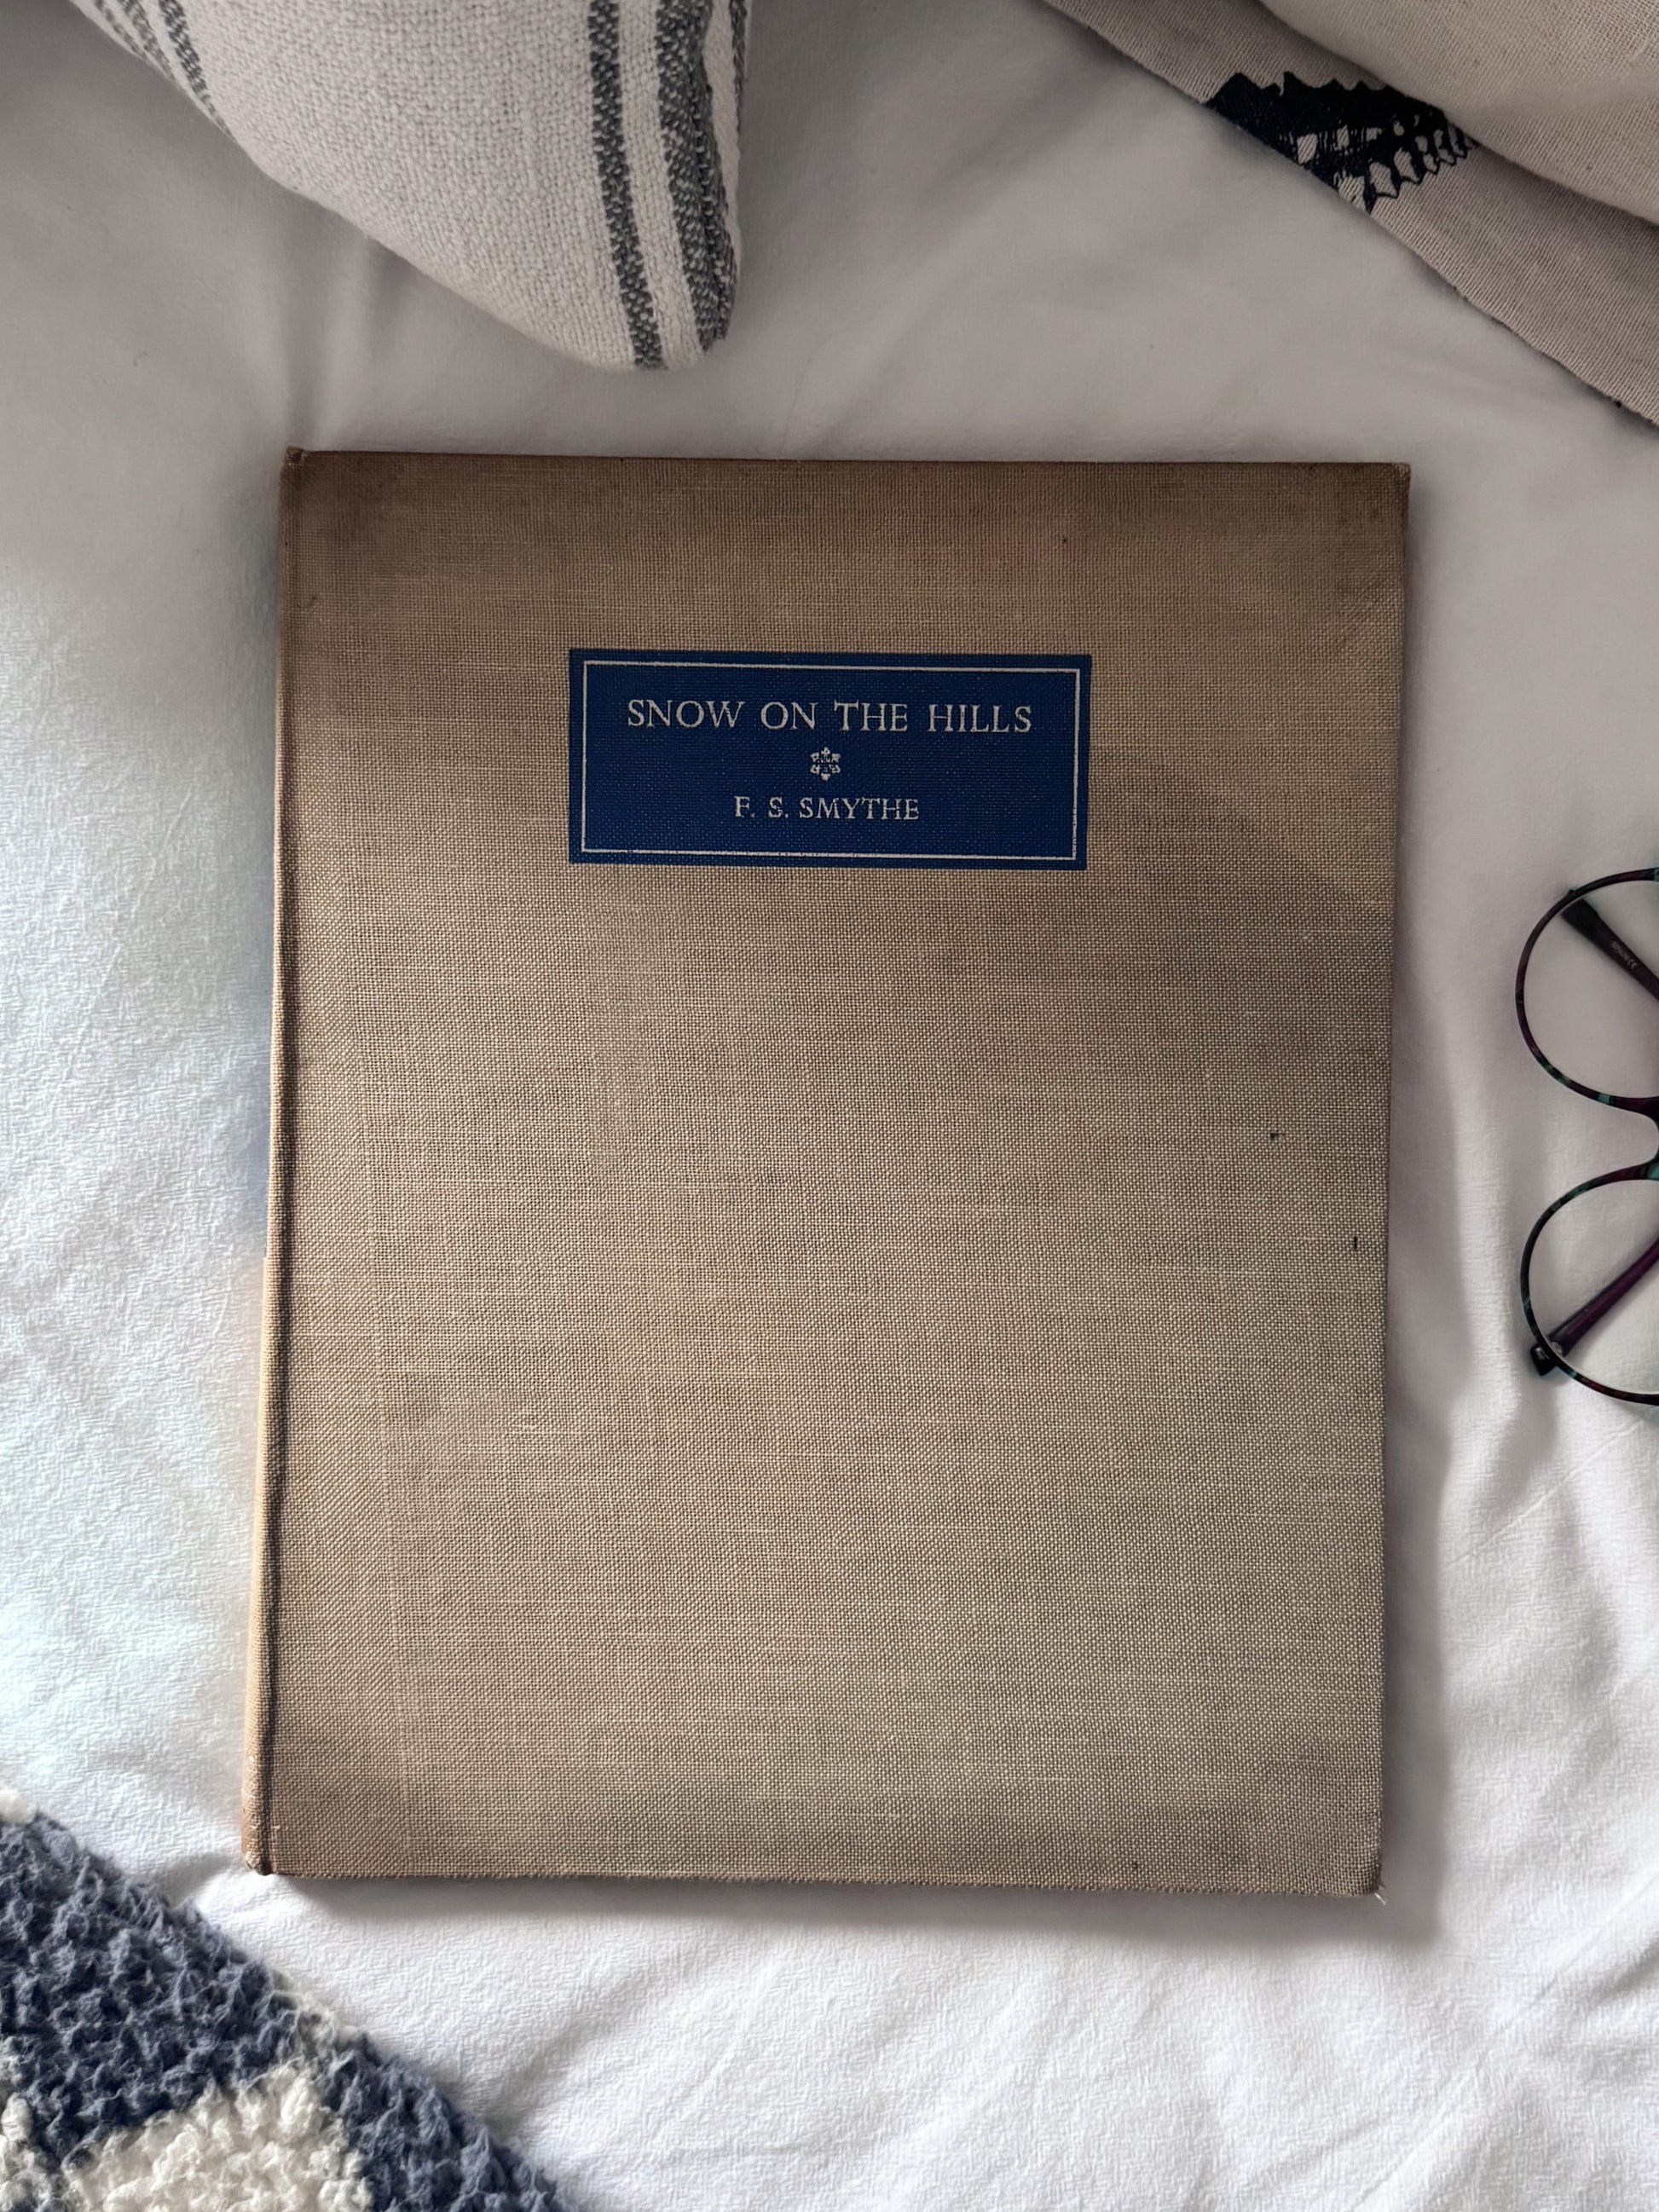 SNOW ON THE HILLS
F. S. SMYTHE